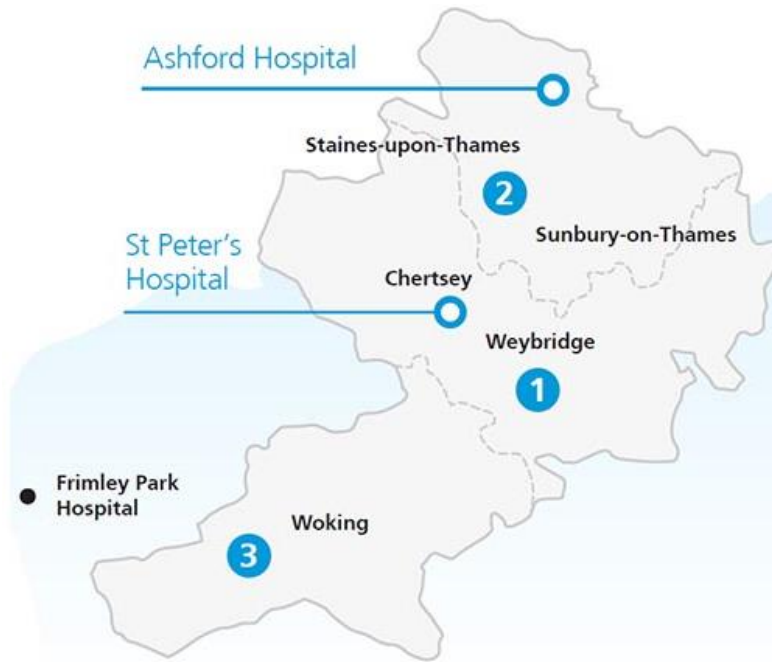 Ashford Hospital
Staines-upon-Thames
2
Sunbury-on-Thames
St Peter's
Hospital
Chertsey
Weybridge
1
Frimley Park
Hospital
Woking
3